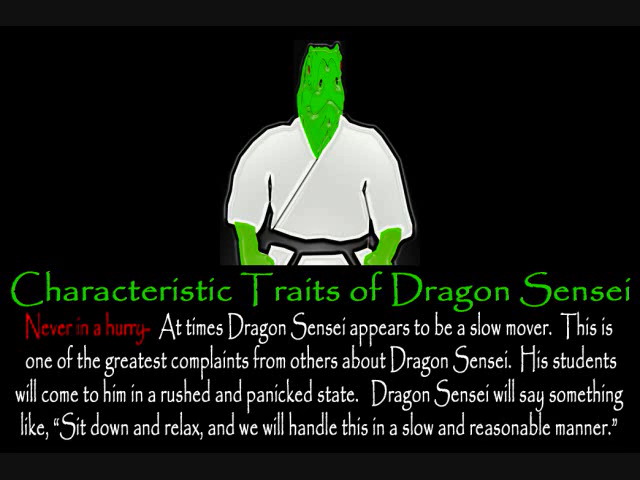 Characteristic Traits of Dragon Sensei
Never in a hurry- At times Dragon Sensei appears to be a slow mover. This is
one of the greatest complaints from others about Dragon Sensei. His students
will come to him in a rushed and panicked state. Dragon Sensei will say something
like, “Sit down and relax, and we will handle this in a slow and reasonable manner.”